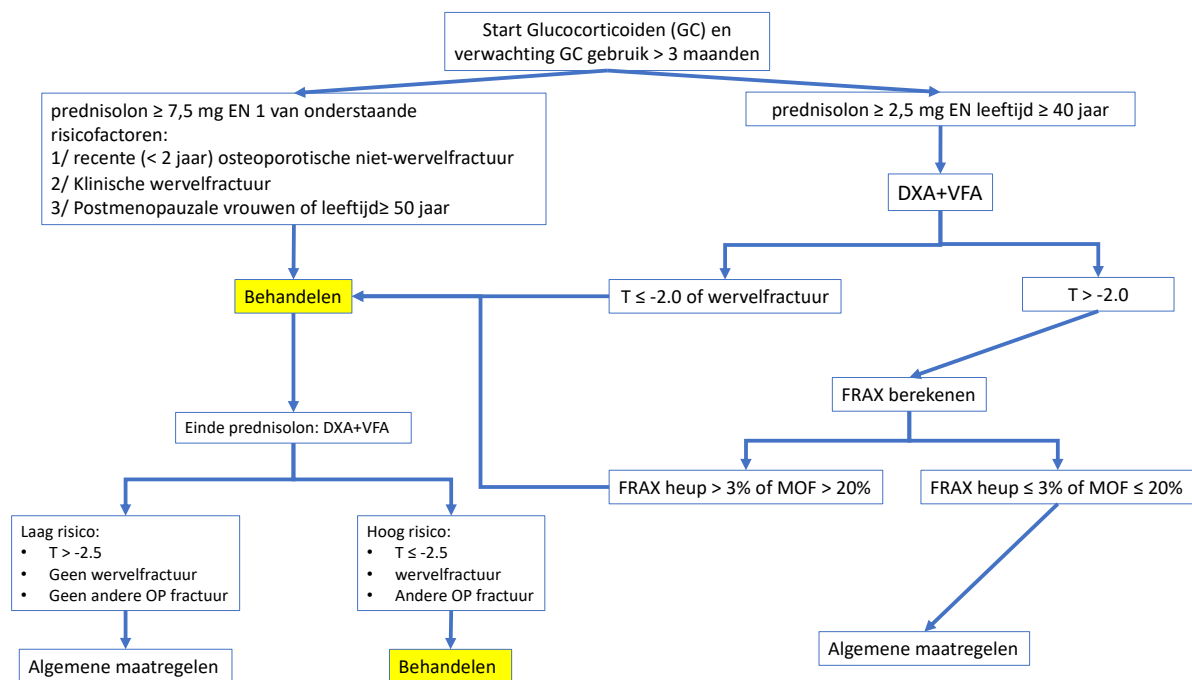 Start Glucocorticoiden (GC) en
verwachting GC gebruik > 3 maanden
prednisolon ≥ 7,5 mg EN 1 van onderstaande
risicofactoren:
1/ recente (< 2 jaar) osteoporotische niet-wervelfractuur
2/ Klinische wervelfractuur
3/ Postmenopauzale vrouwen of leeftijd≥ 50 jaar
prednisolon ≥ 2,5 mg EN leeftijd ≥ 40 jaar
DXA+VFA
Behandelen
T ≤ -2.0 of wervelfractuur
T > -2.0
FRAX berekenen
Einde prednisolon: DXA+VFA
FRAX heup > 3% of MOF > 20%
FRAX heup ≤ 3% of MOF ≤ 20%
Laag risico:
• T > -2.5
• Geen wervelfractuur
• Geen andere OP fractuur
Hoog risico:
• T ≤ -2.5
• wervelfractuur
• Andere OP fractuur
Algemene maatregelen
Behandelen
Algemene maatregelen